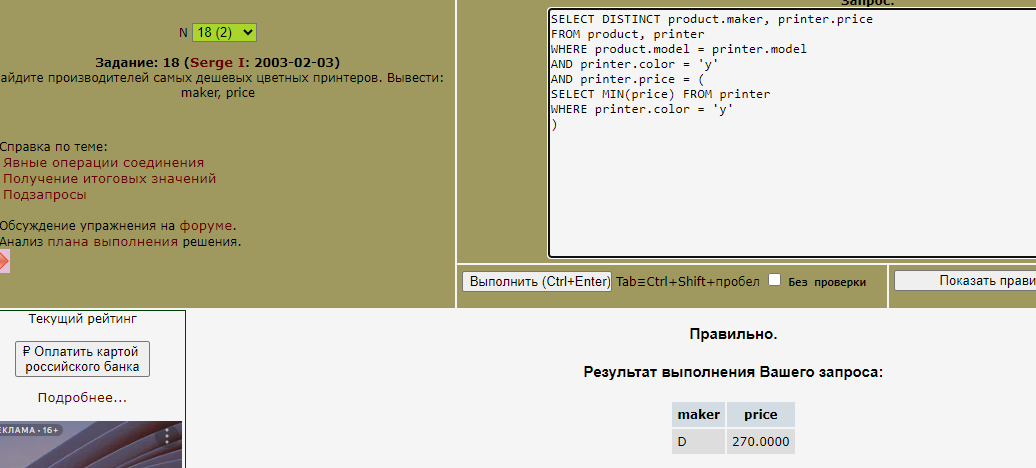 N 18 (2)
Задание: 18 (Serge I: 2003-02-03)
айдите производителей самых дешевых цветных принтеров. Вывести:
maker, price
Справка по теме:
Явные операции соединения
Получение итоговых значений
Подзапросы
Обсуждение упражнения на форуме.
Анализ плана выполнения решения.
Запрос:
SELECT DISTINCT product.maker, printer.price
FROM product, printer
WHERE product.model = printer.model
AND printer.color = 'y'
AND printer.price = (
SELECT MIN(price) FROM printer
WHERE printer.color = 'y'
)
Выполнить (Ctrl+Enter) Tab≡Ctrl+Shift+пробел Без проверки
Показать прави
Текущий рейтинг
₽ Оплатить картой
российского банка
Подробнее...
ЕКЛАМА • 16+
Правильно.
Результат выполнения Вашего запроса:
maker price
D 270.0000